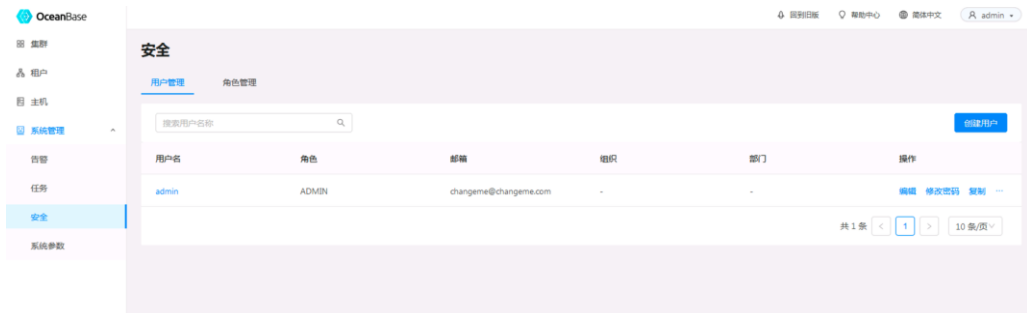 OceanBase
回到旧版 帮助中心 简体中文 admin
集群
租户
主机
系统管理
告警
任务
安全
系统参数
安全
用户管理 角色管理
搜索用户名称
创建用户
用户名 角色 邮箱 组织 部门 操作
admin ADMIN changeme@changeme.com - - 编辑 修改密码 复制 ···
共 1 条 < 1 > 10 条/页